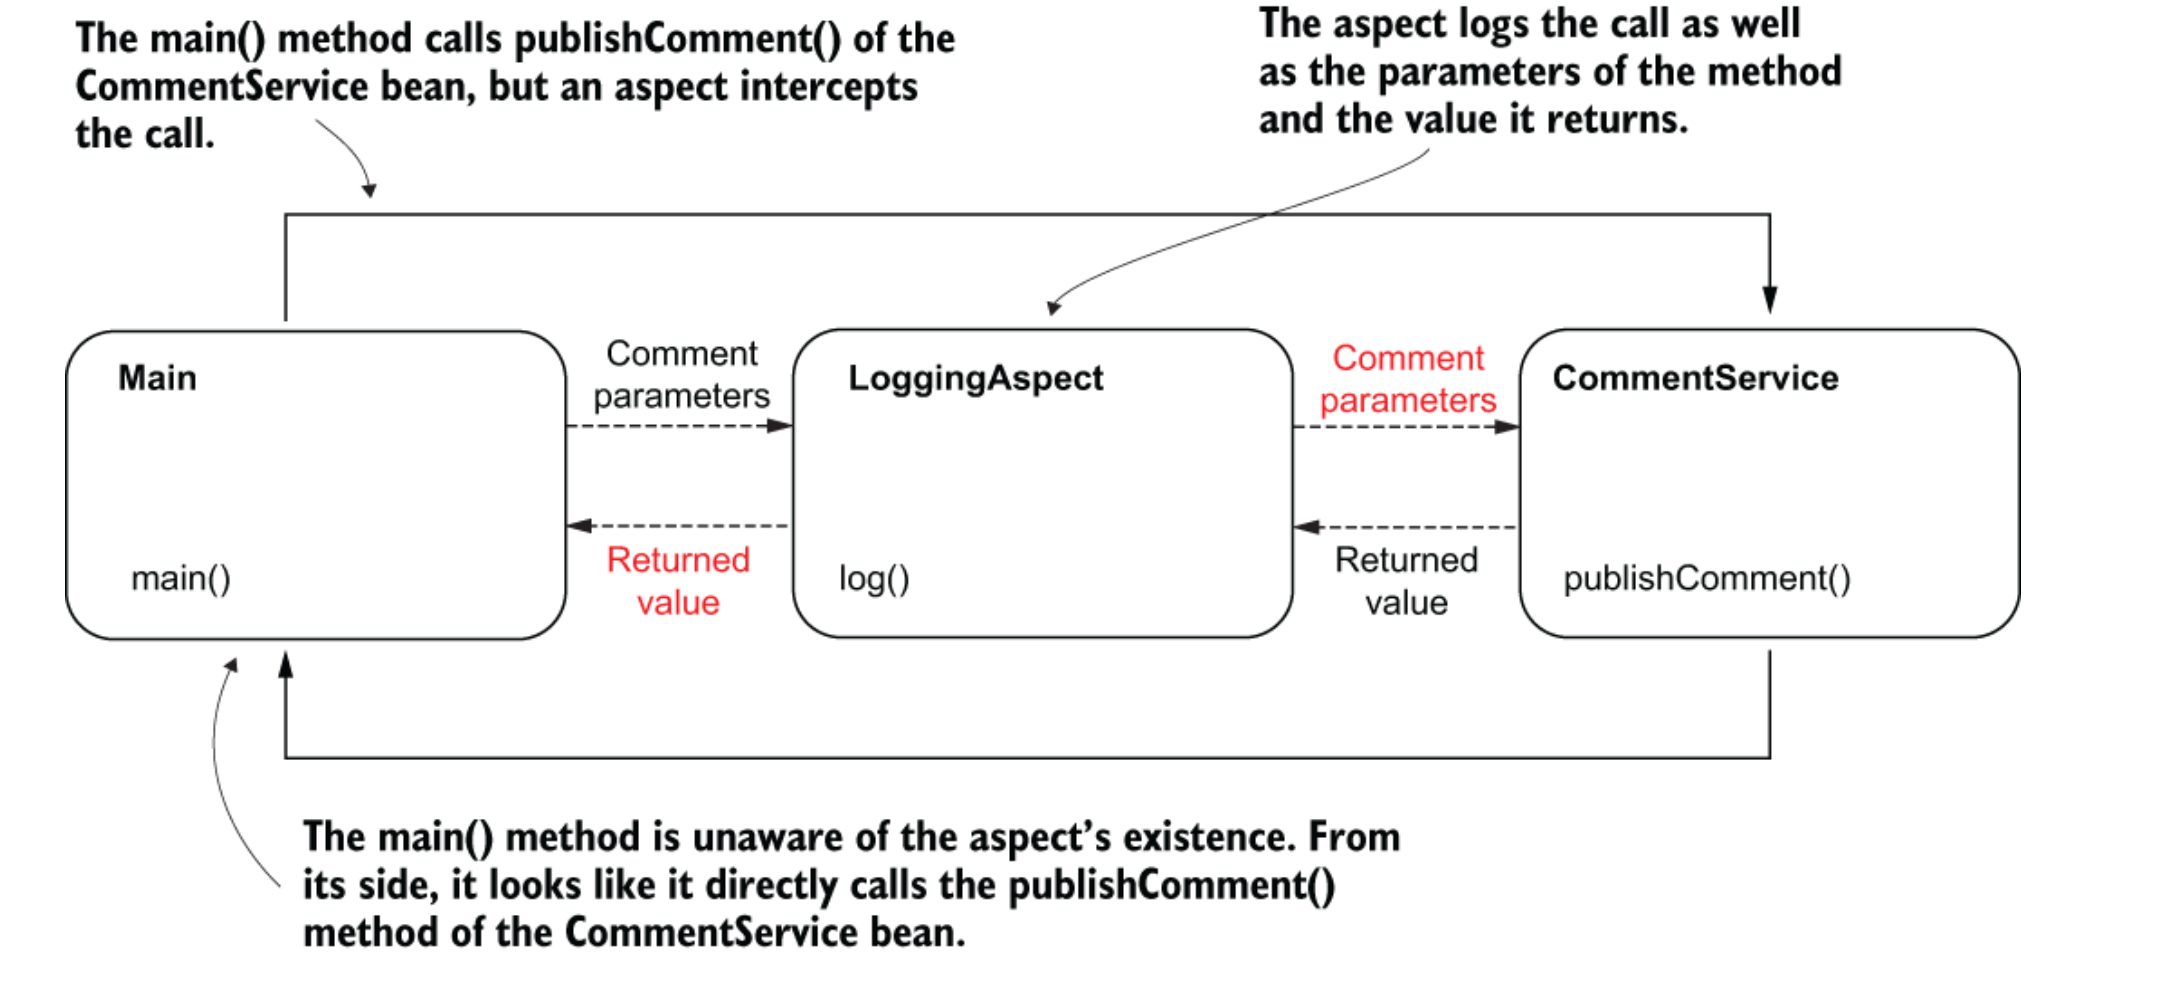 The main() method calls publishComment() of the
CommentService bean, but an aspect intercepts
the call.
The aspect logs the call as well
as the parameters of the method
and the value it returns.
Main
main()
Comment
parameters
Returned
value
LoggingAspect
log()
Comment
parameters
Returned
value
CommentService
publishComment()
The main() method is unaware of the aspect’s existence. From
its side, it looks like it directly calls the publishComment()
method of the CommentService bean.